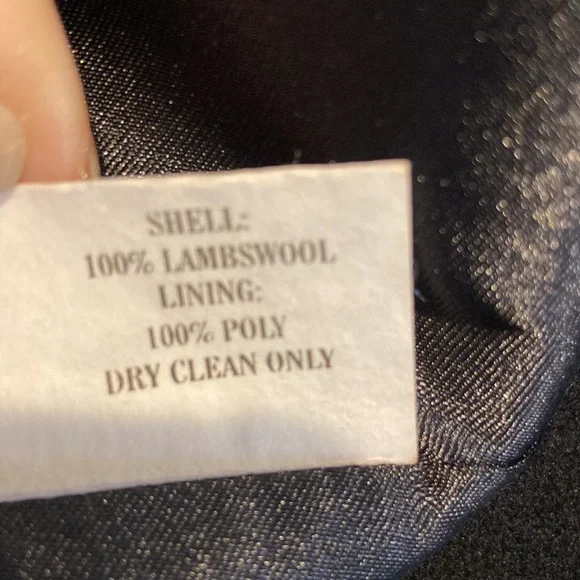 SHELL:
100% LAMBSWOOL
LINING:
100% POLY
DRY CLEAN ONLY